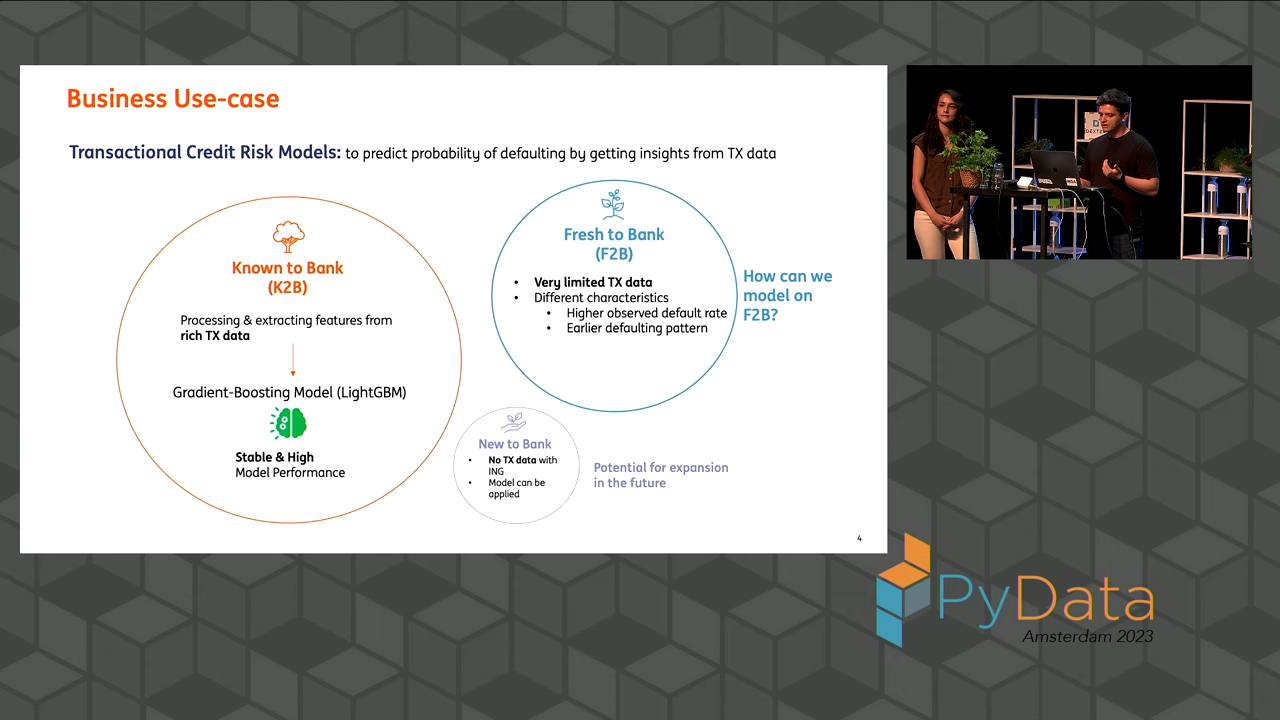 Business Use-case
Transactional Credit Risk Models: to predict probability of defaulting by getting insights from TX data
Known to Bank
(K2B)
Processing & extracting features from
rich TX data
Gradient-Boosting Model (LightGBM)
Stable & High
Model Performance
Fresh to Bank
(F2B)
• Very limited TX data
• Different characteristics
• Higher observed default rate
• Earlier defaulting pattern
How can we
model on
F2B?
New to Bank
• No TX data with
ING
• Model can be
applied
Potential for expansion
in the future
4
PyData
Amsterdam 2023